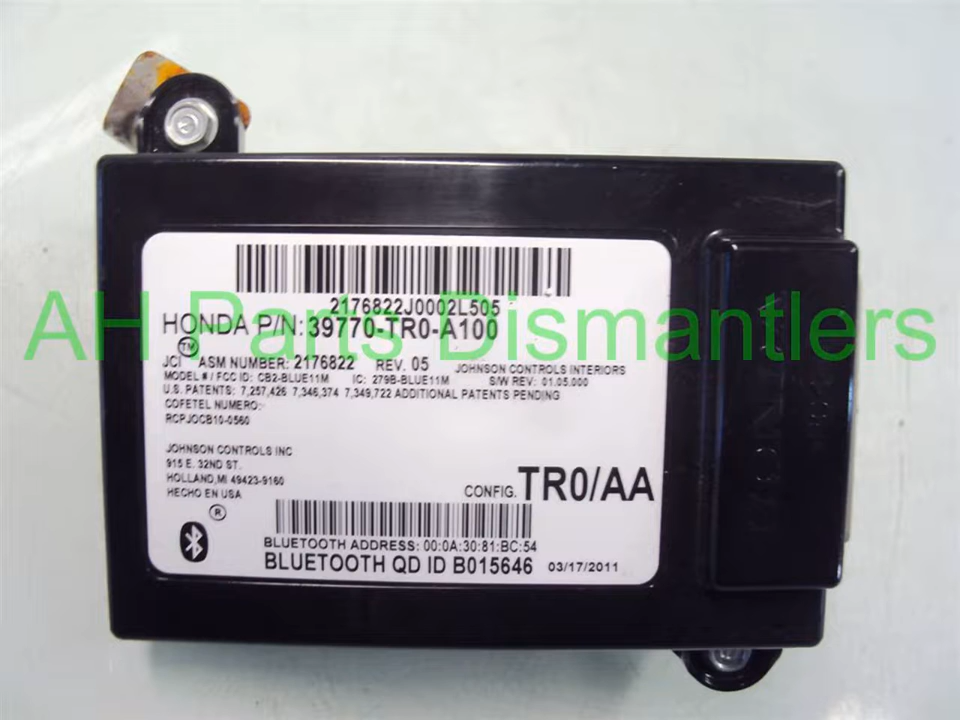 2176822J0002L505
HONDA P/N: 39770-TR0-A100
TM
JCI ASM NUMBER: 2176822 REV. 05 JOHNSON CONTROLS INTERIORS
MODEL # / FCC ID: CB2-BLUE11M IC: 279B-BLUE11M S/W REV: 01.05.000
U.S. PATENTS: 7,257,426 7,346,374 7,349,722 ADDITIONAL PATENTS PENDING
COFETEL NUMERO:
RCPJOCB10-0560
JOHNSON CONTROLS INC
915 E. 32ND ST.
HOLLAND, MI 49423-9160
HECHO EN USA
CONFIG. TR0/AA
®
BLUETOOTH ADDRESS: 00:0A:30:81:BC:54
BLUETOOTH QD ID B015646 03/17/2011
AH Parts Dismantlers
HONDA